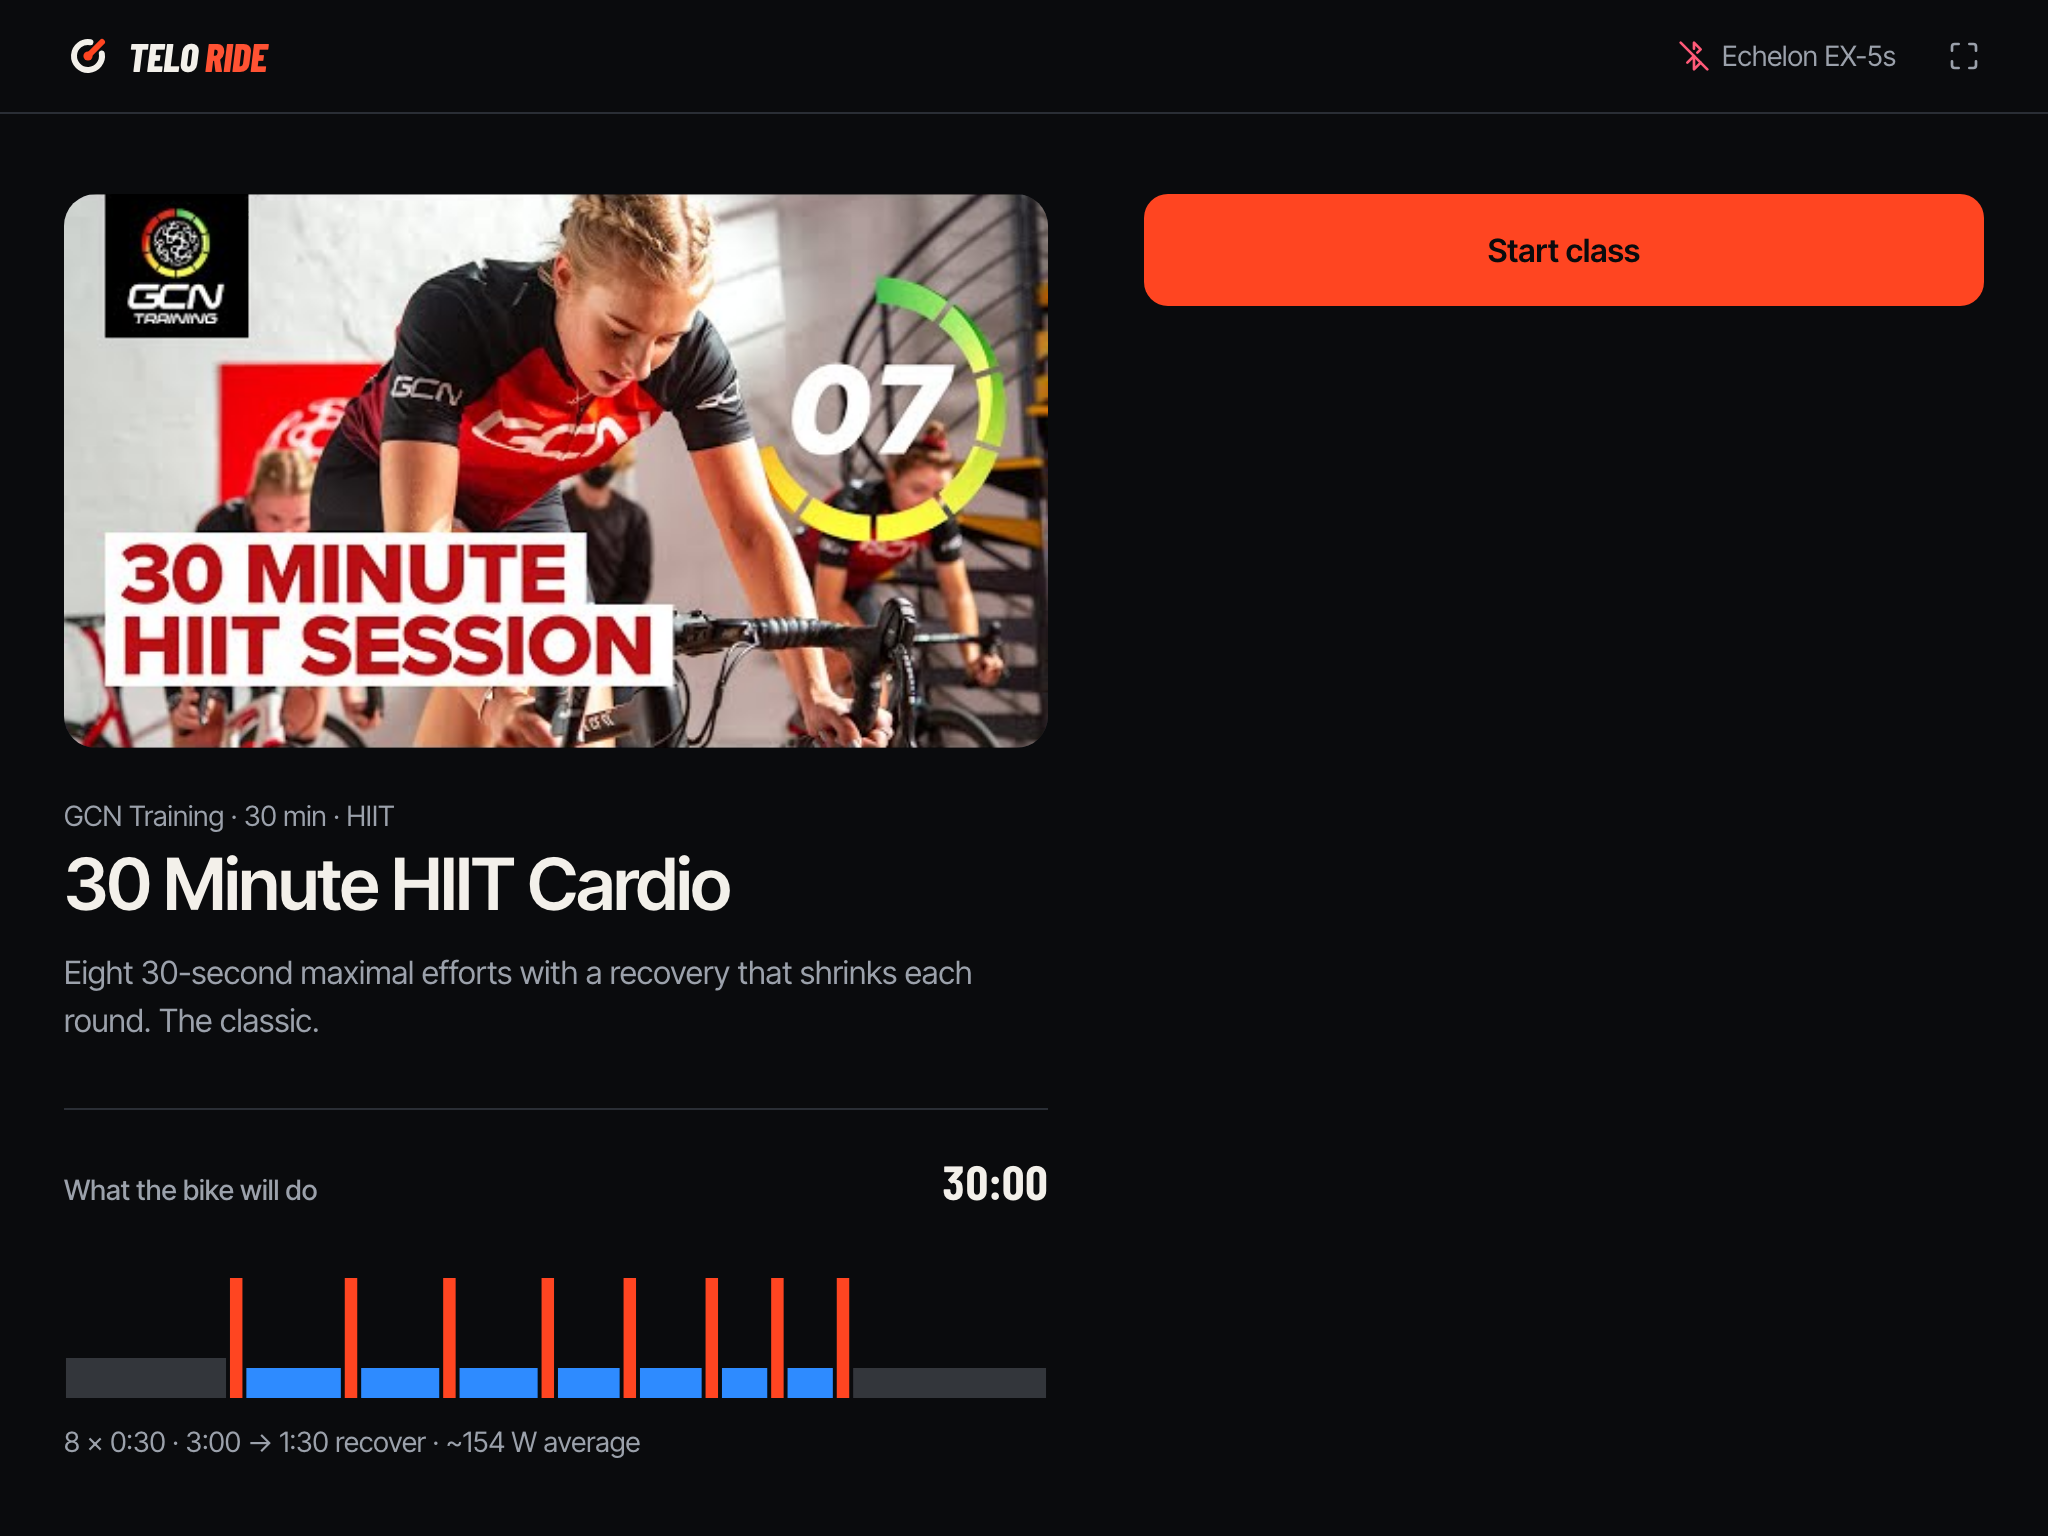 TELO RIDE
Echelon EX-5s
GCN
TRAINING
GCN
GCN
07
30 MINUTE
HIIT SESSION
Start class
GCN Training · 30 min · HIIT
30 Minute HIIT Cardio
Eight 30-second maximal efforts with a recovery that shrinks each
round. The classic.
What the bike will do
30:00
8 × 0:30 · 3:00 → 1:30 recover · ~154 W average